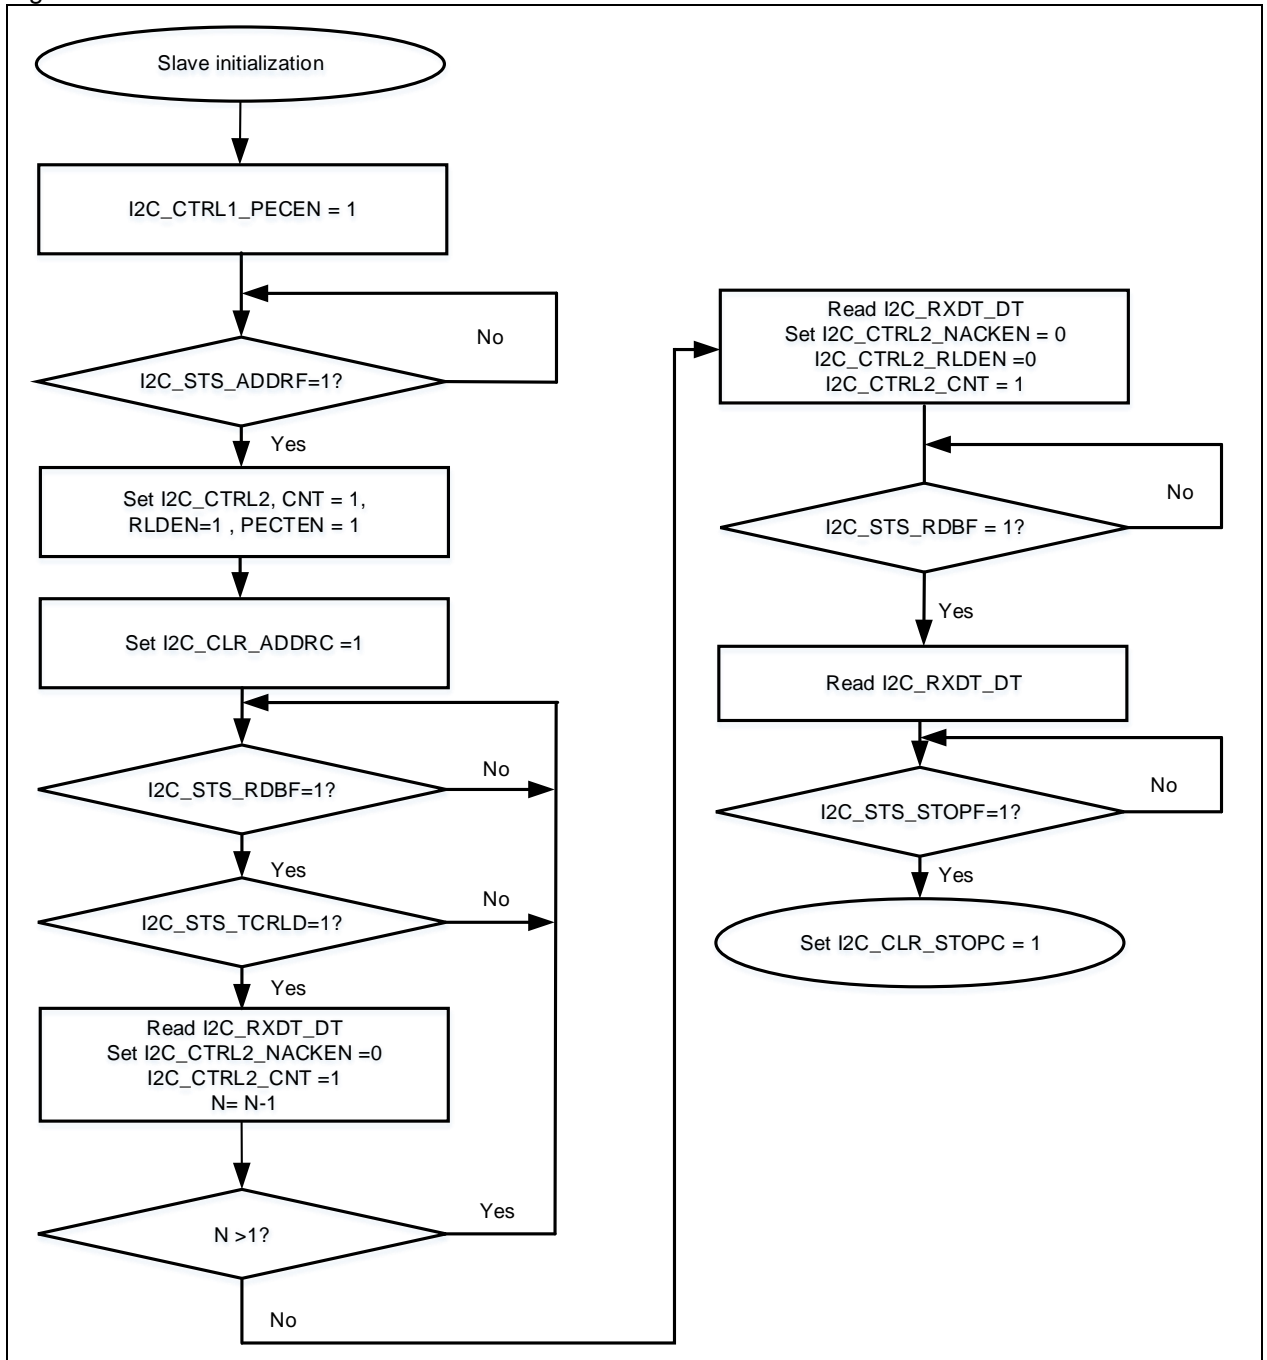 Slave initialization
I2C_CTRL1_PECEN = 1
No
I2C_STS_ADDRF=1?
Yes
Set I2C_CTRL2, CNT = 1,
RLDEN=1 , PECTEN = 1
Set I2C_CLR_ADDRC =1
No
I2C_STS_RDBF=1?
Yes
No
I2C_STS_TCRLD=1?
Yes
Read I2C_RXDT_DT
Set I2C_CTRL2_NACKEN =0
I2C_CTRL2_CNT =1
N= N-1
Yes
N >1?
No
Read I2C_RXDT_DT
Set I2C_CTRL2_NACKEN = 0
I2C_CTRL2_RLDEN =0
I2C_CTRL2_CNT = 1
No
I2C_STS_RDBF = 1?
Yes
Read I2C_RXDT_DT
No
I2C_STS_STOPF=1?
Yes
Set I2C_CLR_STOPC = 1